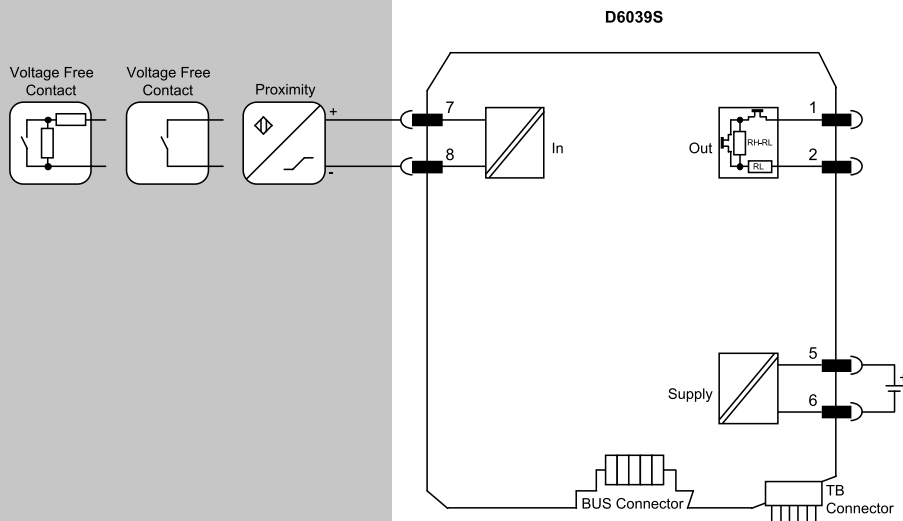 D6039S
Voltage Free
Contact
Voltage Free
Contact
Proximity
+
-
7
8
In
Out
RH-RL
RL
1
2
Supply
5
6
+
BUS Connector
TB
Connector